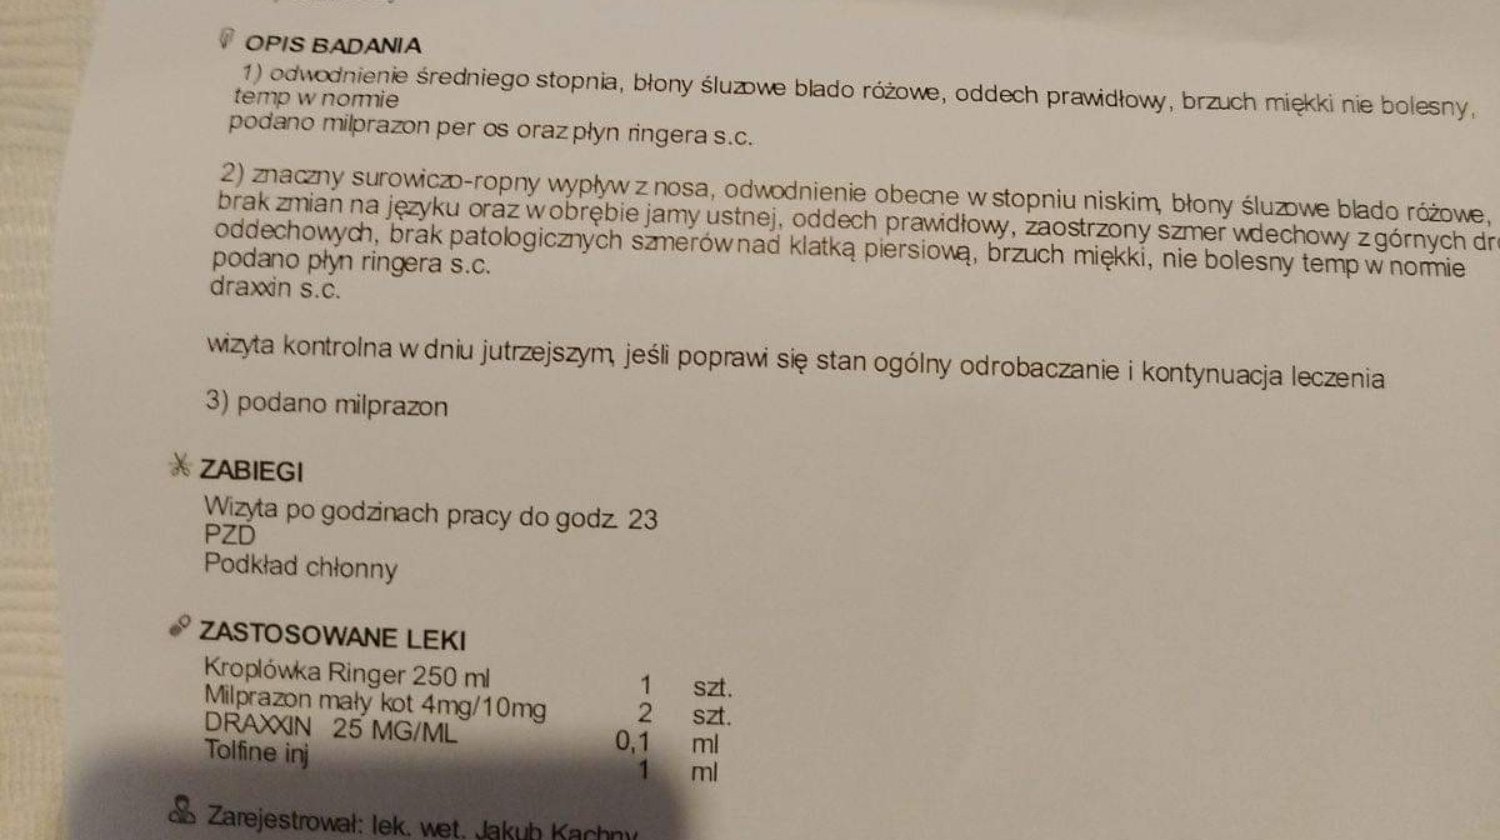 OPIS BADANIA
1) odwodnienie średniego stopnia, błony śluzowe blado różowe, oddech prawidłowy, brzuch miękki nie bolesny,
temp w normie
podano milprazon per os oraz płyn ringera s.c.
2) znaczny surowiczo-ropny wypływ z nosa, odwodnienie obecne w stopniu niskim, błony śluzowe blado różowe,
brak zmian na języku oraz w obrębie jamy ustnej, oddech prawidłowy, zaostrzony szmer wdechowy z górnych
oddechowych, brak patologicznych szmerów nad klatką piersiową, brzuch miękki, nie bolesny temp w normie
podano płyn ringera s.c.
draxxin s.c.
wizyta kontrolna w dniu jutrzejszym, jeśli poprawi się stan ogólny odrobaczanie i kontynuacja leczenia
3) podano milprazon
ZABIEGI
Wizyta po godzinach pracy do godz. 23
PZD
Podkład chłonny
ZASTOSOWANE LEKI
Kroplówka Ringer 250 ml 1 szt.
Milprazon mały kot 4mg/10mg 2 szt.
DRAXXIN 25 MG/ML 0,1 ml
Tolfine inj 1 ml
Zarejestrował: lek. wet. Jakub Kachny